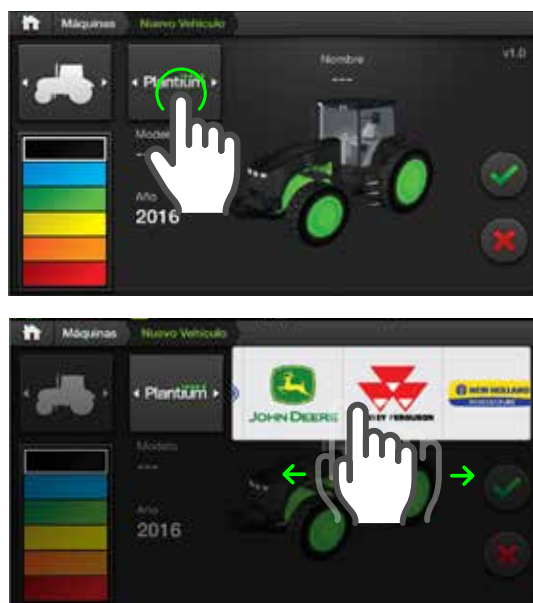 Máquinas Nuevo Vehículo
Nombre
---
v1.0
Plantium
Modelo
---
Año
2016
Máquinas Nuevo Vehículo
Plantium
JOHN DEERE
FERGUSON
NEW HOLLAND
Modelo
---
Año
2016